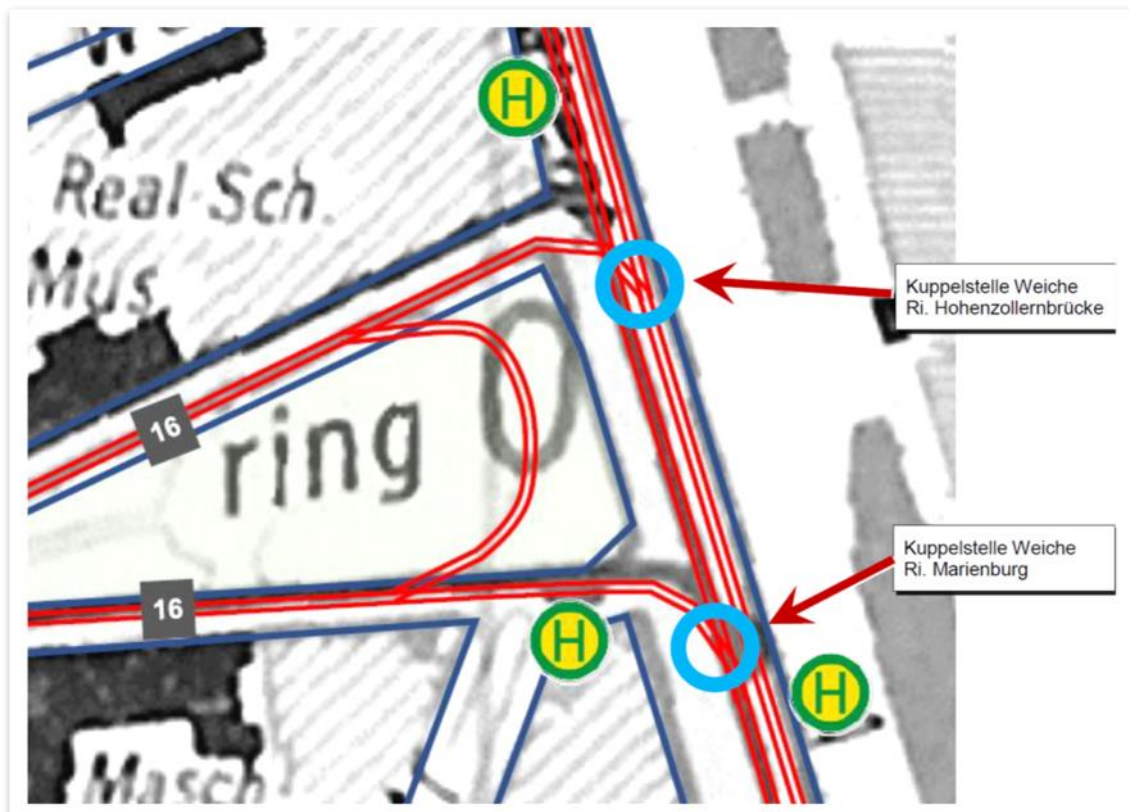 H
Real-Sch.
Mus.
Kuppelstelle Weiche
Ri. Hohenzollernbrücke
16
ring
Kuppelstelle Weiche
Ri. Marienburg
16
H
H
Masch